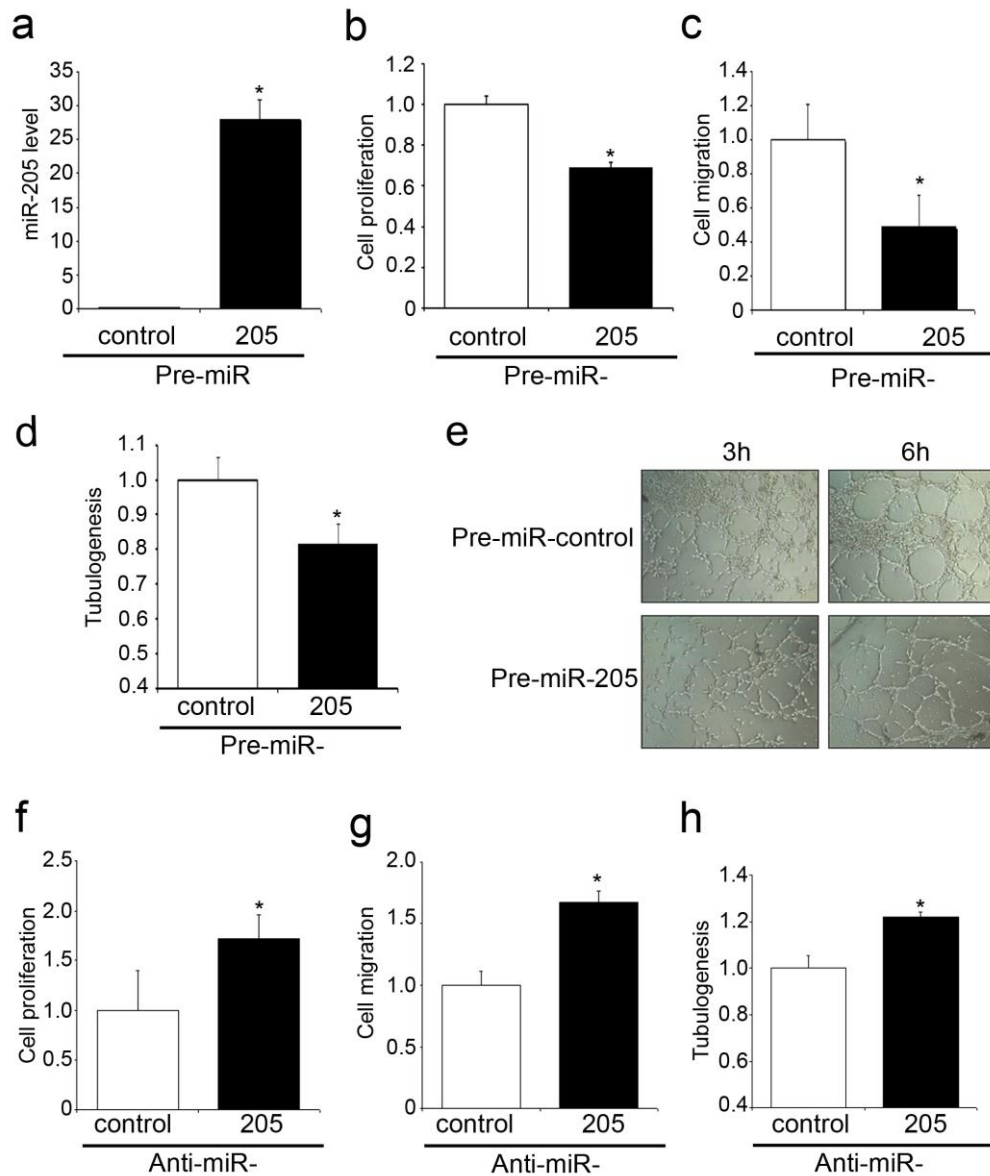 a
miR-205 level
35
30
25
20
15
10
5
0
*
control 205
Pre-miR
b
Cell proliferation
1.2
1.0
0.8
0.6
0.4
0.2
0
*
control 205
Pre-miR-
c
Cell migration
1.4
1.2
1.0
0.8
0.6
0.4
0.2
0
*
control 205
Pre-miR-
d
Tubulogenesis
1.1
1.0
0.9
0.8
0.7
0.6
0.5
0.4
*
control 205
Pre-miR-
e
3h 6h
Pre-miR-control
Pre-miR-205
f
Cell proliferation
2.5
2.0
1.5
1.0
0.5
0
*
control 205
Anti-miR-
g
Cell migration
2.0
1.5
1.0
0.5
0
*
control 205
Anti-miR-
h
Tubulogenesis
1.4
1.2
1.0
0.8
0.6
0.4
*
control 205
Anti-miR-